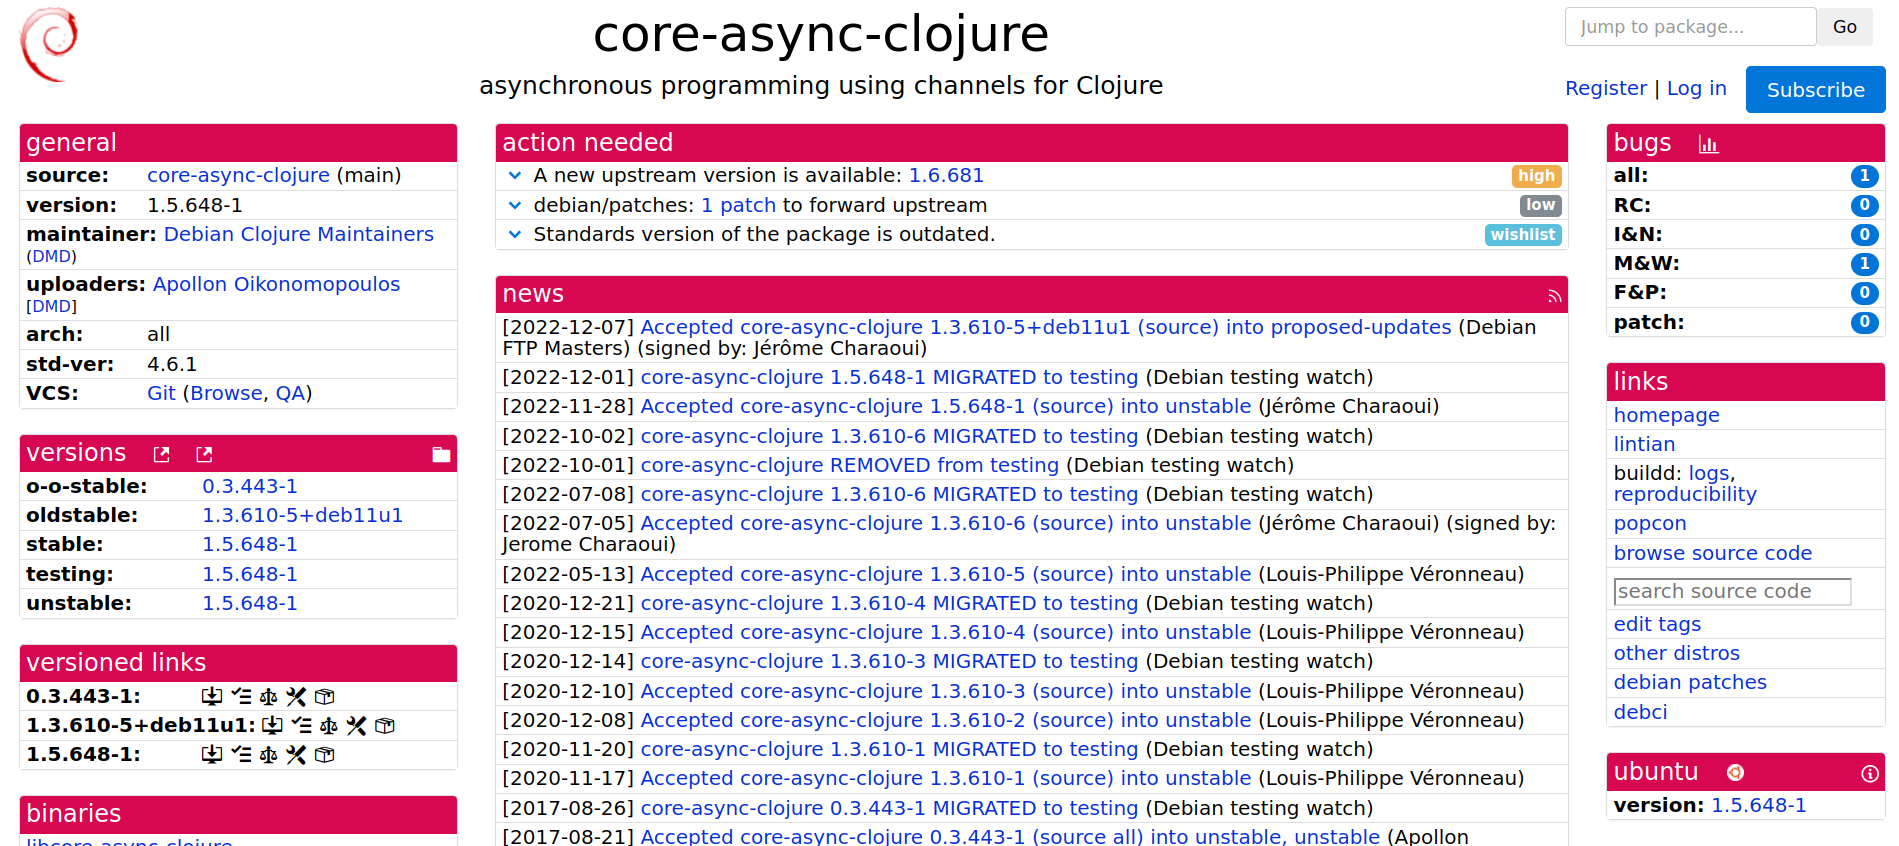 core-async-clojure
asynchronous programming using channels for Clojure
Jump to package...
Go
Register | Log in
Subscribe
general
source: core-async-clojure (main)
version: 1.5.648-1
maintainer: Debian Clojure Maintainers
(DMD)
uploaders: Apollon Oikonomopoulos
[DMD]
arch: all
std-ver: 4.6.1
VCS: Git (Browse, QA)
versions
o-o-stable: 0.3.443-1
oldstable: 1.3.610-5+deb11u1
stable: 1.5.648-1
testing: 1.5.648-1
unstable: 1.5.648-1
versioned links
0.3.443-1:
1.3.610-5+deb11u1:
1.5.648-1:
binaries
libcore-async-clojure
action needed
A new upstream version is available: 1.6.681 high
debian/patches: 1 patch to forward upstream low
Standards version of the package is outdated. wishlist
news
[2022-12-07] Accepted core-async-clojure 1.3.610-5+deb11u1 (source) into proposed-updates (Debian
FTP Masters) (signed by: Jérôme Charaoui)
[2022-12-01] core-async-clojure 1.5.648-1 MIGRATED to testing (Debian testing watch)
[2022-11-28] Accepted core-async-clojure 1.5.648-1 (source) into unstable (Jérôme Charaoui)
[2022-10-02] core-async-clojure 1.3.610-6 MIGRATED to testing (Debian testing watch)
[2022-10-01] core-async-clojure REMOVED from testing (Debian testing watch)
[2022-07-08] core-async-clojure 1.3.610-6 MIGRATED to testing (Debian testing watch)
[2022-07-05] Accepted core-async-clojure 1.3.610-6 (source) into unstable (Jérôme Charaoui) (signed by:
Jerome Charaoui)
[2022-05-13] Accepted core-async-clojure 1.3.610-5 (source) into unstable (Louis-Philippe Véronneau)
[2020-12-21] core-async-clojure 1.3.610-4 MIGRATED to testing (Debian testing watch)
[2020-12-15] Accepted core-async-clojure 1.3.610-4 (source) into unstable (Louis-Philippe Véronneau)
[2020-12-14] core-async-clojure 1.3.610-3 MIGRATED to testing (Debian testing watch)
[2020-12-10] Accepted core-async-clojure 1.3.610-3 (source) into unstable (Louis-Philippe Véronneau)
[2020-12-08] Accepted core-async-clojure 1.3.610-2 (source) into unstable (Louis-Philippe Véronneau)
[2020-11-20] core-async-clojure 1.3.610-1 MIGRATED to testing (Debian testing watch)
[2020-11-17] Accepted core-async-clojure 1.3.610-1 (source) into unstable (Louis-Philippe Véronneau)
[2017-08-26] core-async-clojure 0.3.443-1 MIGRATED to testing (Debian testing watch)
[2017-08-21] Accepted core-async-clojure 0.3.443-1 (source all) into unstable, unstable (Apollon
bugs
all: 1
RC: 0
I&N: 0
M&W: 1
F&P: 0
patch: 0
links
homepage
lintian
buildd: logs,
reproducibility
popcon
browse source code
search source code
edit tags
other distros
debian patches
debci
ubuntu
version: 1.5.648-1